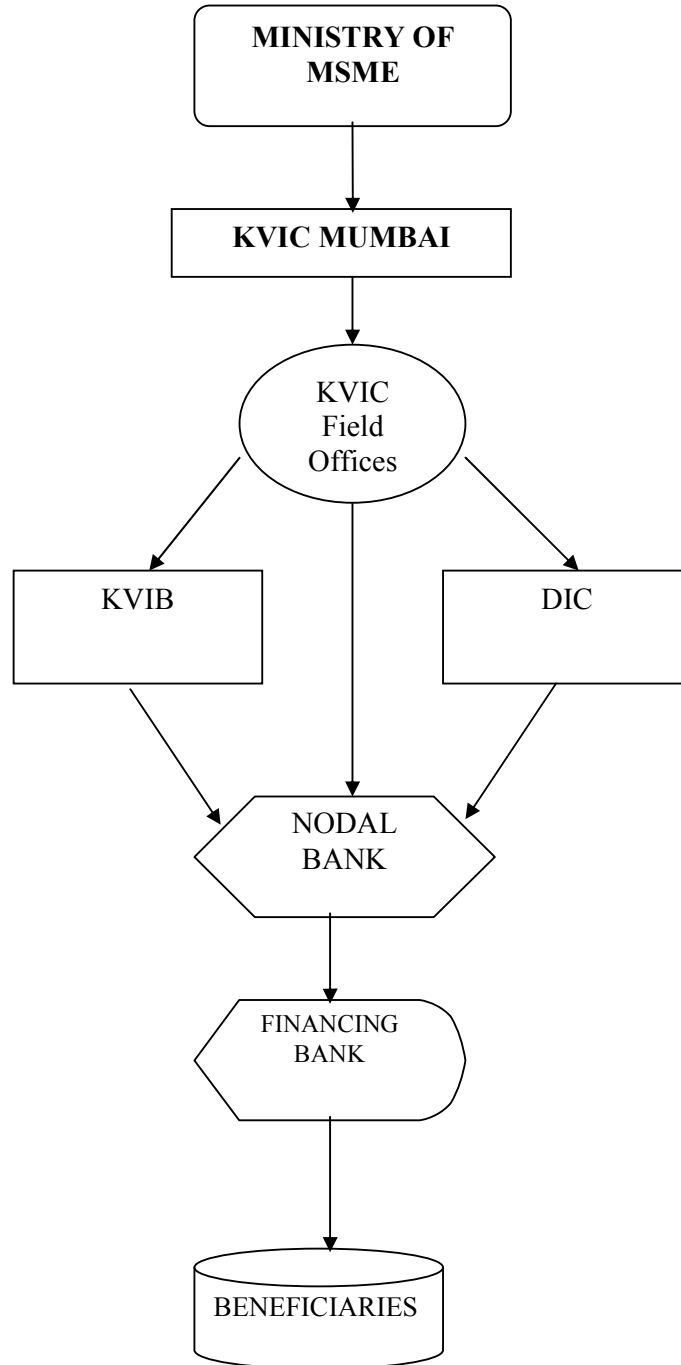 MINISTRY OF
MSME
KVIC MUMBAI
KVIC
Field
Offices
KVIB
DIC
NODAL
BANK
FINANCING
BANK
BENEFICIARIES